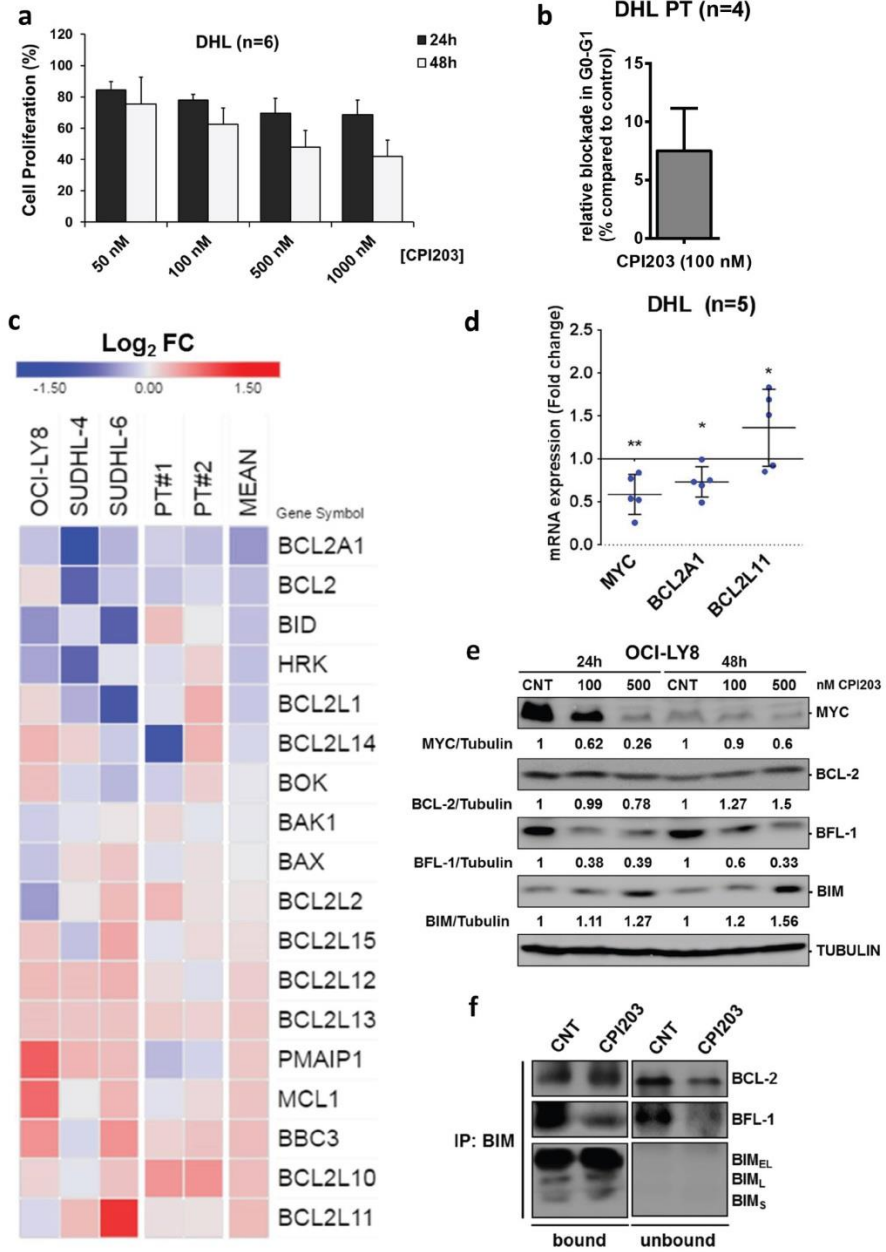 a
DHL (n=6)
24h
48h
Cell Proliferation (%)
120
100
80
60
40
20
0
50 nM
100 nM
500 nM
1000 nM
[CPI203]
b
DHL PT (n=4)
relative blockade in G0-G1
(% compared to control)
15
10
5
0
CPI203 (100 nM)
c
Log2 FC
-1.50 0.00 1.50
OCI-LY8
SUDHL-4
SUDHL-6
PT#1
PT#2
MEAN
Gene Symbol
BCL2A1
BCL2
BID
HRK
BCL2L1
BCL2L14
BOK
BAK1
BAX
BCL2L2
BCL2L15
BCL2L12
BCL2L13
PMAIP1
MCL1
BBC3
BCL2L10
BCL2L11
d
DHL (n=5)
mRNA expression (Fold change)
2.5
2.0
1.5
1.0
0.5
0.0
**
*
*
MYC
BCL2A1
BCL2L11
e
OCI-LY8
24h 48h
CNT 100 500 CNT 100 500 nM CPI203
MYC
MYC/Tubulin 1 0.62 0.26 1 0.9 0.6
BCL-2
BCL-2/Tubulin 1 0.99 0.78 1 1.27 1.5
BFL-1
BFL-1/Tubulin 1 0.38 0.39 1 0.6 0.33
BIM
BIM/Tubulin 1 1.11 1.27 1 1.2 1.56
TUBULIN
f
CNT CPI203 CNT CPI203
IP: BIM
BCL-2
BFL-1
BIMEL
BIML
BIMS
bound unbound